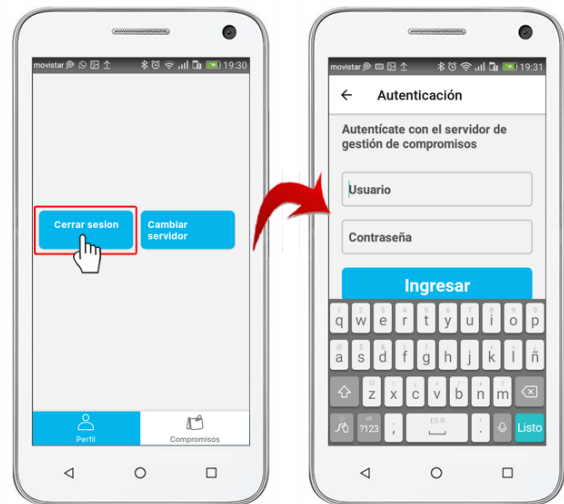 movistar 19:30
Cerrar sesion
Cambiar
servidor
Perfil
Compromisos
movistar 19:31
Autenticación
Autentícate con el servidor de
gestión de compromisos
Usuario
Contraseña
Ingresar
q w e r t y u i o p
a s d f g h j k l ñ
z x c v b n m
?123 , ES . Listo